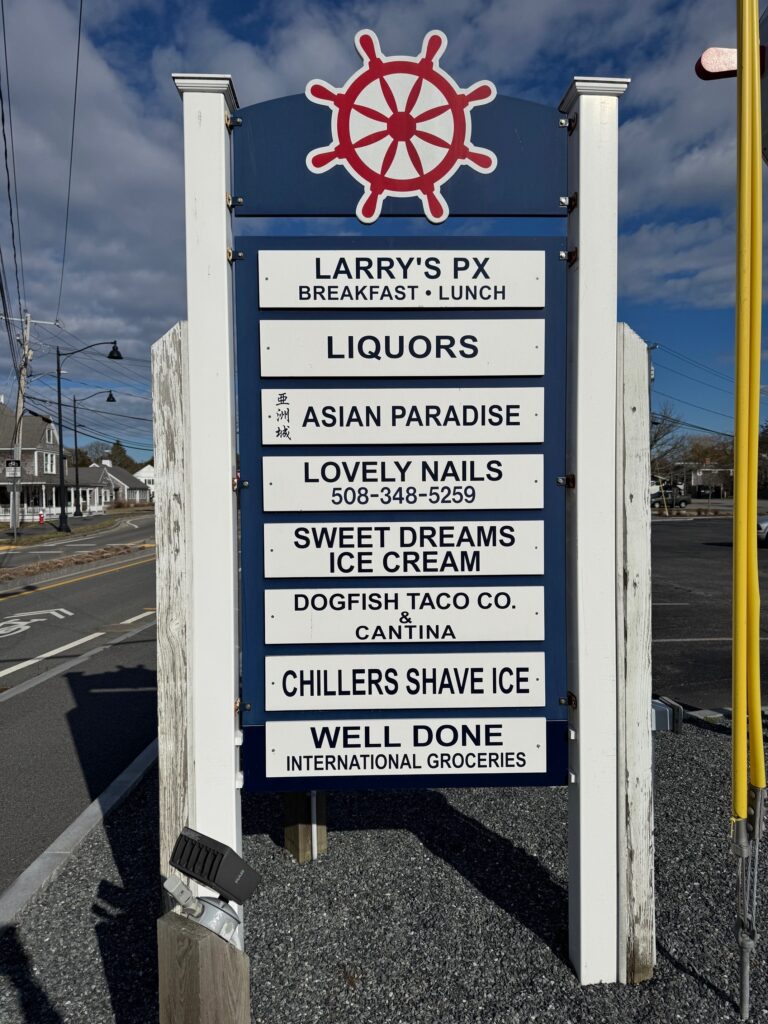 LARRY'S PX
BREAKFAST • LUNCH
LIQUORS
亜洲城 ASIAN PARADISE
LOVELY NAILS
508-348-5259
SWEET DREAMS
ICE CREAM
DOGFISH TACO CO.
&
CANTINA
CHILLERS SHAVE ICE
WELL DONE
INTERNATIONAL GROCERIES